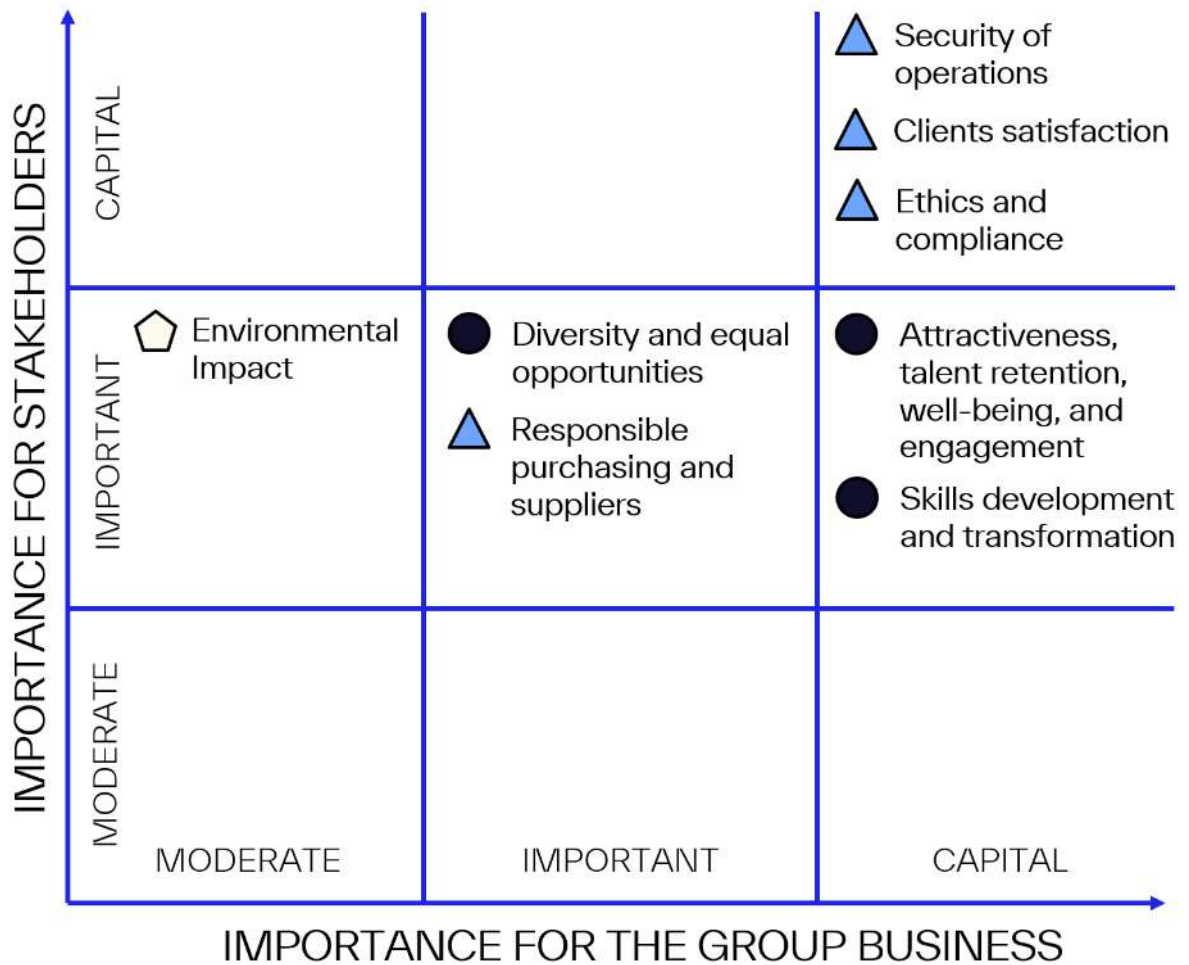 IMPORTANCE FOR STAKEHOLDERS
CAPITAL
Security of
operations
Clients satisfaction
Ethics and
compliance
IMPORTANT
Environmental
Impact
Diversity and equal
opportunities
Responsible
purchasing and
suppliers
Attractiveness,
talent retention,
well-being, and
engagement
Skills development
and transformation
MODERATE
MODERATE
IMPORTANT
CAPITAL
IMPORTANCE FOR THE GROUP BUSINESS